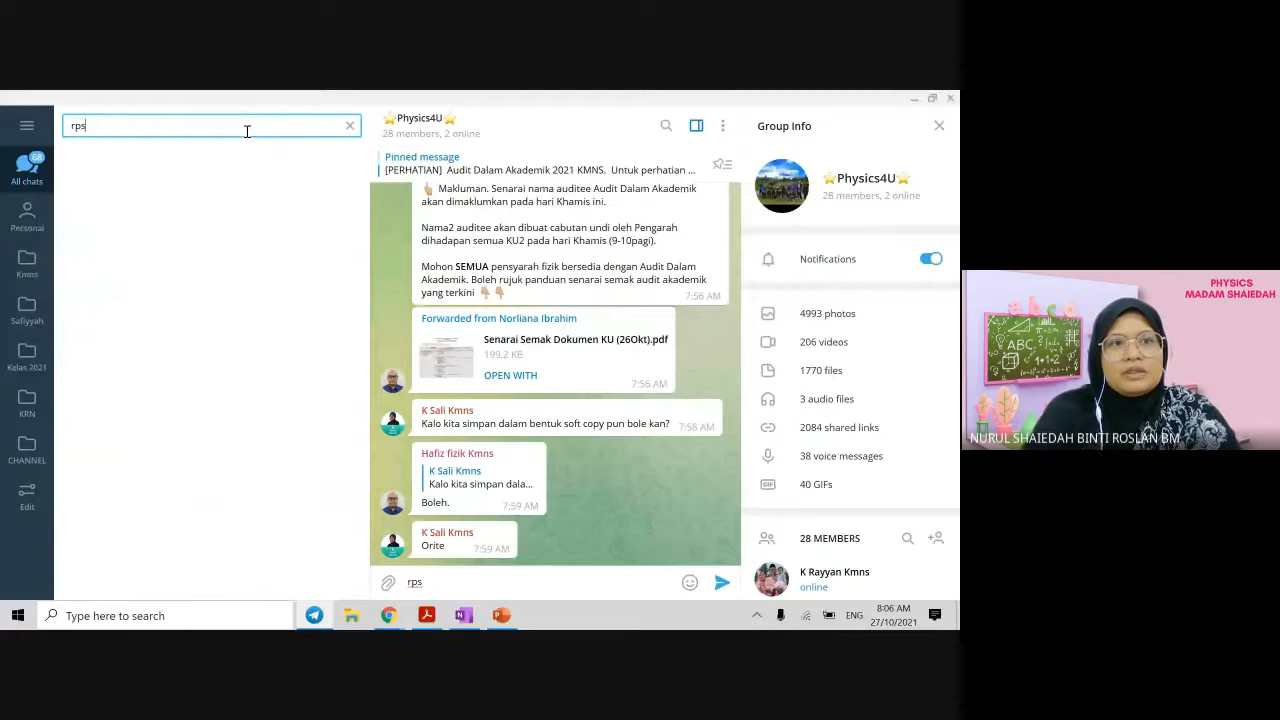 rps
⭐Physics4U⭐
28 members, 2 online
Group Info
68
All chats
Personal
Kmns
Safiyyah
Kelas 2021
KRN
CHANNEL
Edit
Pinned message
[PERHATIAN] Audit Dalam Akademik 2021 KMNS. Untuk perhatian ...
👆🏼 Makluman. Senarai nama auditee Audit Dalam Akademik
akan dimaklumkan pada hari Khamis ini.
Nama2 auditee akan dibuat cabutan undi oleh Pengarah
dihadapan semua KU2 pada hari Khamis (9-10pagi).
Mohon SEMUA pensyarah fizik bersedia dengan Audit Dalam
Akademik. Boleh rujuk panduan senarai semak audit akademik
yang terkini 👇🏼👇🏼
7:56 AM
Forwarded from Norliana Ibrahim
Senarai Semak Dokumen KU (26Okt).pdf
199.2 KB
OPEN WITH
7:56 AM
K Sali Kmns
Kalo kita simpan dalam bentuk soft copy pun bole kan?
7:58 AM
Hafiz fizik Kmns
K Sali Kmns
Kalo kita simpan dala...
Boleh.
7:59 AM
K Sali Kmns
Orite
7:59 AM
rps
⭐Physics4U⭐
28 members, 2 online
Notifications
4993 photos
206 videos
1770 files
3 audio files
2084 shared links
38 voice messages
GIF
40 GIFs
28 MEMBERS
K Rayyan Kmns
online
Type here to search
ENG
8:06 AM
27/10/2021
PHYSICS
MADAM SHAIEDAH
a b c d
ABC
1+1=2
NURUL SHAIEDAH BINTI ROSLAN BM